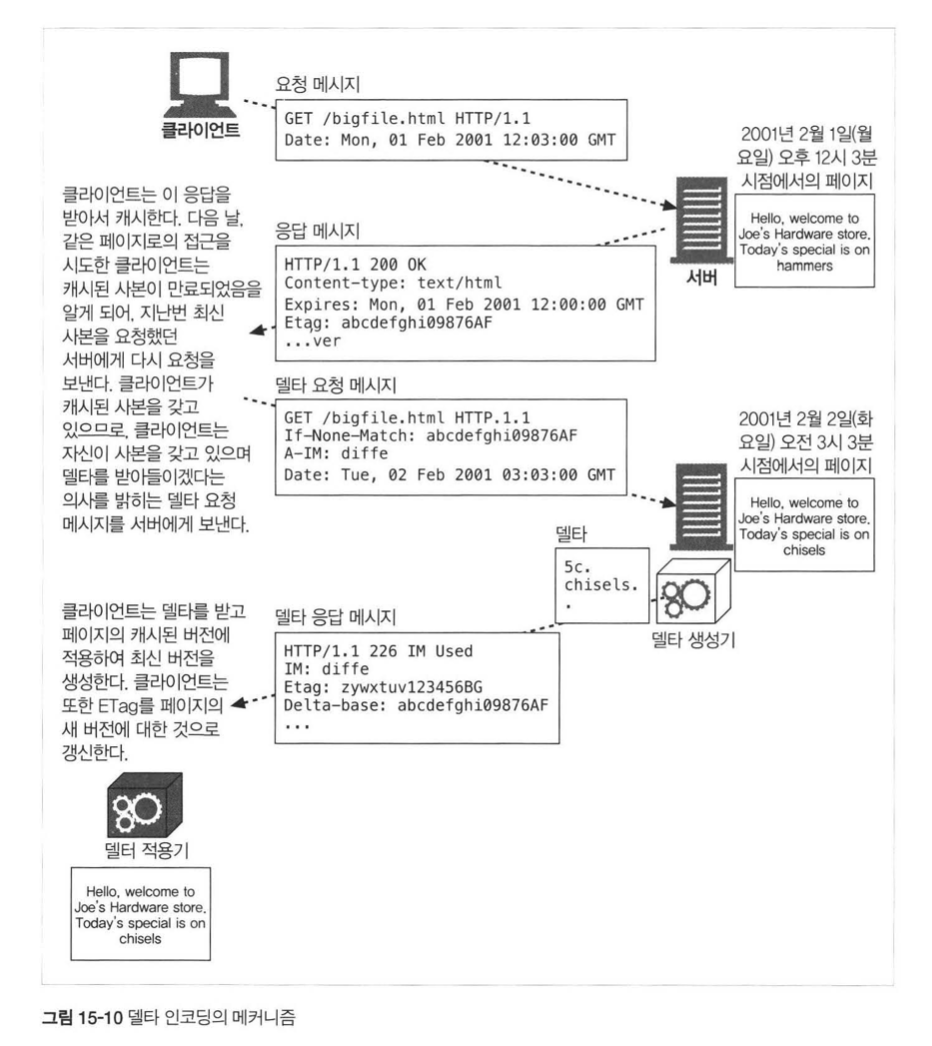 요청 메시지
GET /bigfile.html HTTP/1.1
Date: Mon, 01 Feb 2001 12:03:00 GMT
클라이언트
2001년 2월 1일(월
요일) 오후 12시 3분
시점에서의 페이지
Hello, welcome to
Joe's Hardware store.
Today's special is on
hammers
서버
클라이언트는 이 응답을
받아서 캐시한다. 다음 날,
같은 페이지로의 접근을
시도한 클라이언트는
캐시된 사본이 만료되었음을
알게 되어, 지난번 최신
사본을 요청했던
서버에게 다시 요청을
보낸다. 클라이언트가
캐시된 사본을 갖고
있으므로, 클라이언트는
자신이 사본을 갖고 있으며
델타를 받아들이겠다는
의사를 밝히는 델타 요청
메시지를 서버에게 보낸다.
응답 메시지
HTTP/1.1 200 OK
Content-type: text/html
Expires: Mon, 01 Feb 2001 12:00:00 GMT
Etag: abcdefghi09876AF
...ver
델타 요청 메시지
GET /bigfile.html HTTP.1.1
If-None-Match: abcdefghi09876AF
A-IM: diffe
Date: Tue, 02 Feb 2001 03:03:00 GMT
2001년 2월 2일(화
요일) 오전 3시 3분
시점에서의 페이지
Hello, welcome to
Joe's Hardware store.
Today's special is on
chisels
델타
5c.
chisels.
.
델타 생성기
클라이언트는 델타를 받고
페이지의 캐시된 버전에
적용하여 최신 버전을
생성한다. 클라이언트는
또한 ETag를 페이지의
새 버전에 대한 것으로
갱신한다.
델타 응답 메시지
HTTP/1.1 226 IM Used
IM: diffe
Etag: zywxtuv123456BG
Delta-base: abcdefghi09876AF
...
델터 적용기
Hello, welcome to
Joe's Hardware store.
Today's special is on
chisels
그림 15-10 델타 인코딩의 메커니즘